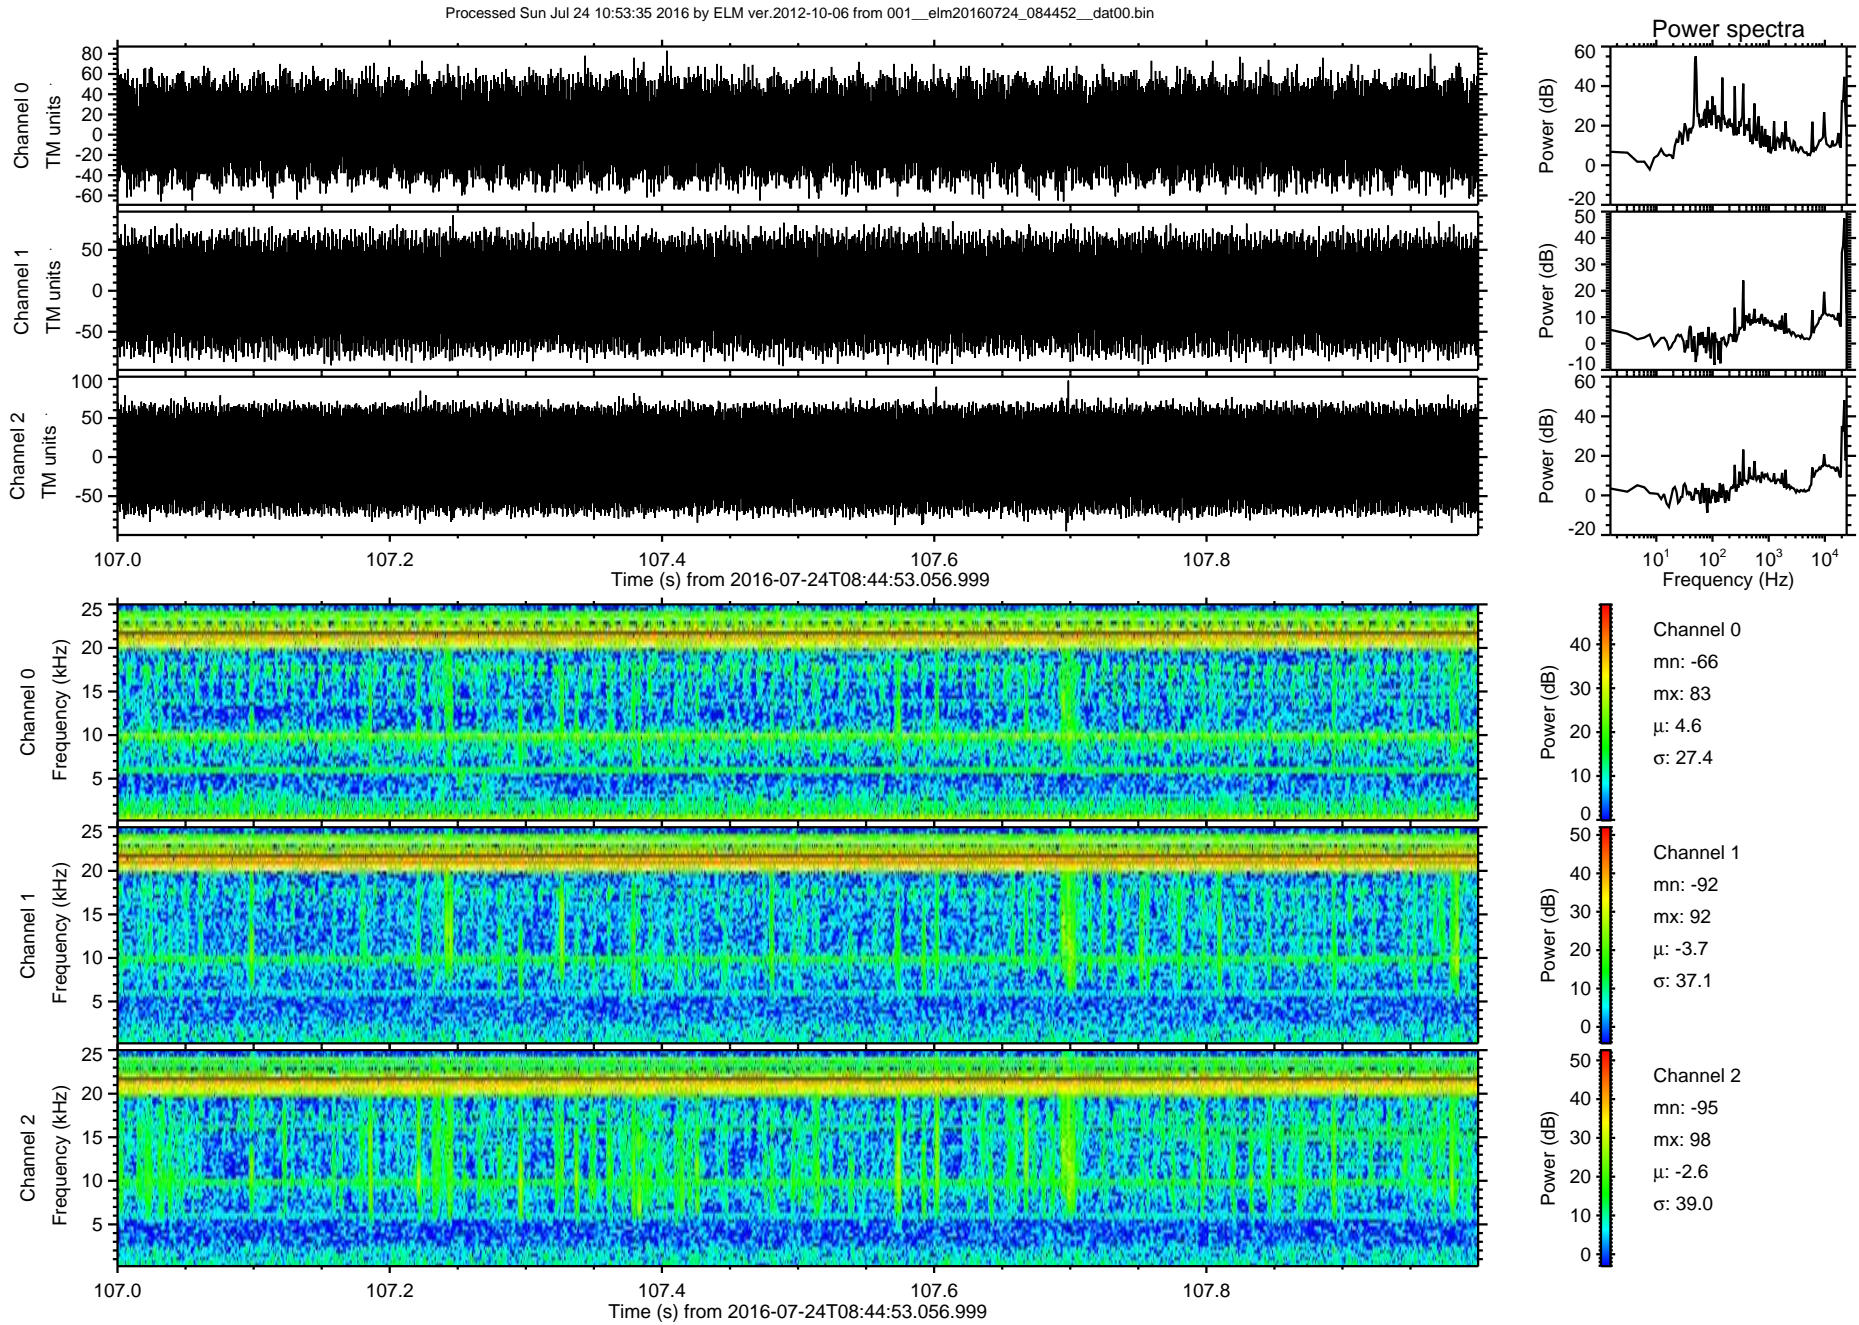 Processed Sun Jul 24 10:53:35 2016 by ELM ver.2012-10-06 from 001__elm20160724_084452__dat00.bin
Power spectra
Channel 0
TM units
80
60
40
20
0
-20
-40
-60
Power (dB)
60
40
20
0
-20
Channel 1
TM units
50
0
-50
Power (dB)
50
40
30
20
10
0
-10
Channel 2
TM units
100
50
0
-50
Power (dB)
60
40
20
0
-20
107.0
107.2
107.4
107.6
107.8
Time (s) from 2016-07-24T08:44:53.056.999
10^1
10^2
10^3
10^4
Frequency (Hz)
Channel 0
Frequency (kHz)
25
20
15
10
5
Power (dB)
40
30
20
10
0
Channel 0
mn: -66
mx: 83
μ: 4.6
σ: 27.4
Channel 1
Frequency (kHz)
25
20
15
10
5
Power (dB)
50
40
30
20
10
0
Channel 1
mn: -92
mx: 92
μ: -3.7
σ: 37.1
Channel 2
Frequency (kHz)
25
20
15
10
5
Power (dB)
50
40
30
20
10
0
Channel 2
mn: -95
mx: 98
μ: -2.6
σ: 39.0
107.0
107.2
107.4
107.6
107.8
Time (s) from 2016-07-24T08:44:53.056.999